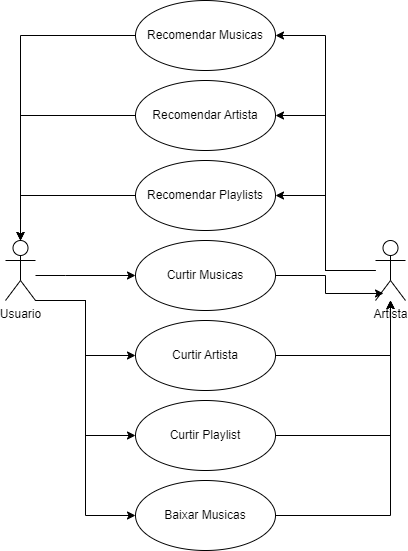 Recomendar Musicas
Recomendar Artista
Recomendar Playlists
Curtir Musicas
Usuario
Artista
Curtir Artista
Curtir Playlist
Baixar Musicas